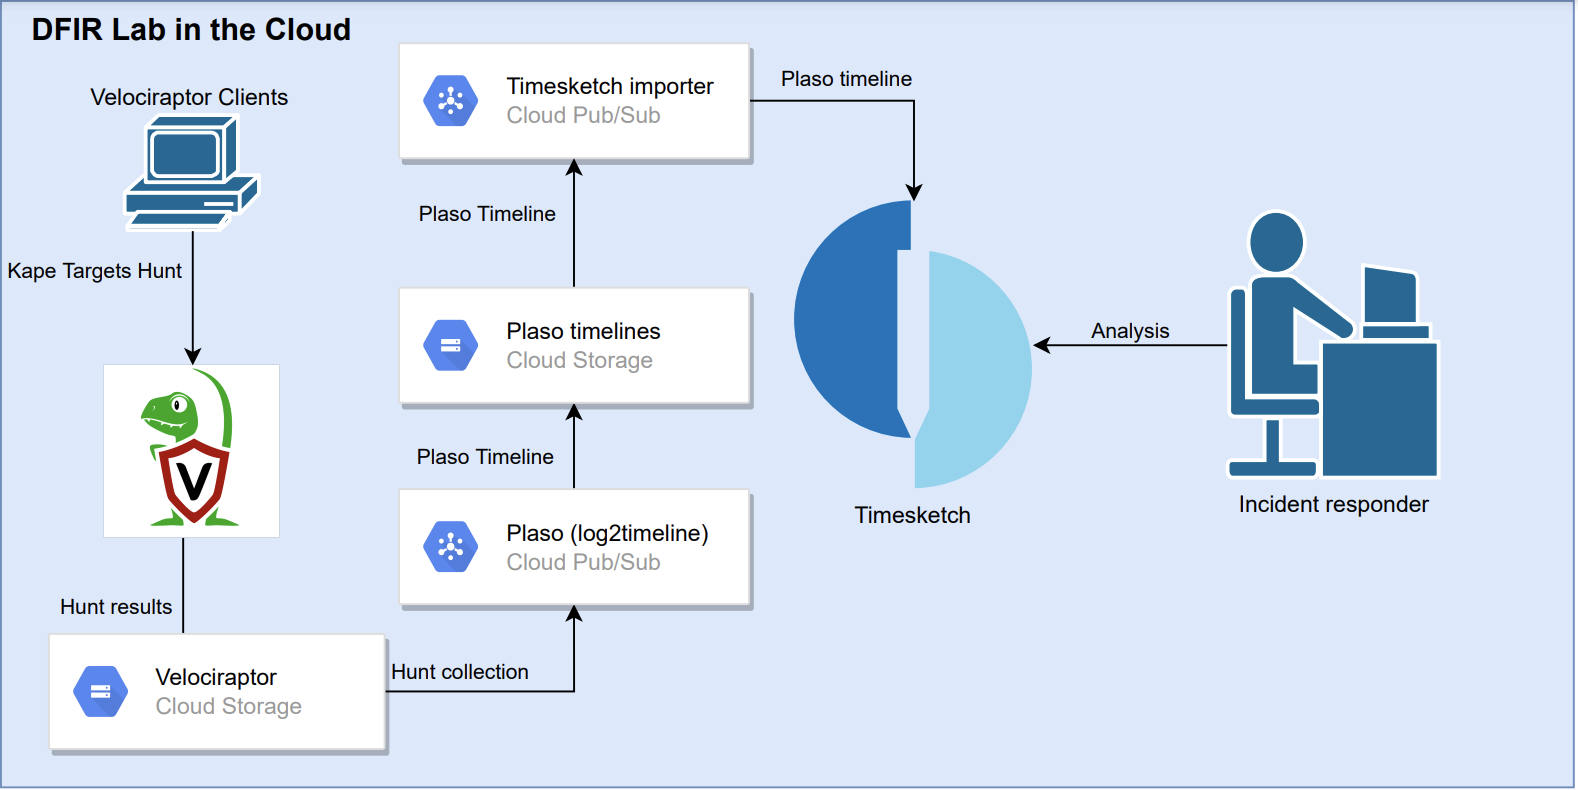 DFIR Lab in the Cloud
Velociraptor Clients
Kape Targets Hunt
V
Hunt results
Velociraptor
Cloud Storage
Hunt collection
Plaso (log2timeline)
Cloud Pub/Sub
Plaso Timeline
Plaso timelines
Cloud Storage
Plaso Timeline
Timesketch importer
Cloud Pub/Sub
Plaso timeline
Timesketch
Analysis
Incident responder